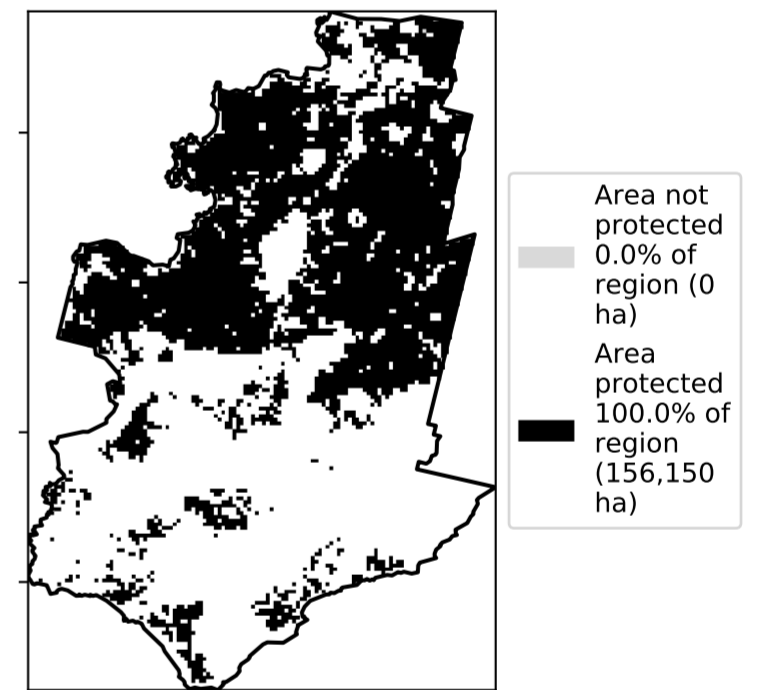 Area not
protected
0.0% of
region (0
ha)
Area
protected
100.0% of
region
(156,150
ha)